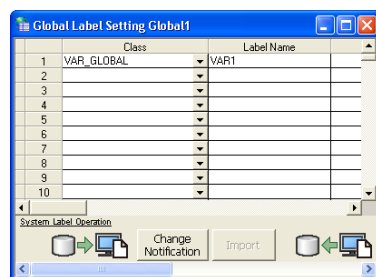 Global Label Setting Global1
Class Label Name
1 VAR_GLOBAL VAR1
2
3
4
5
6
7
8
9
10
System Label Operation
Change
Notification
Import